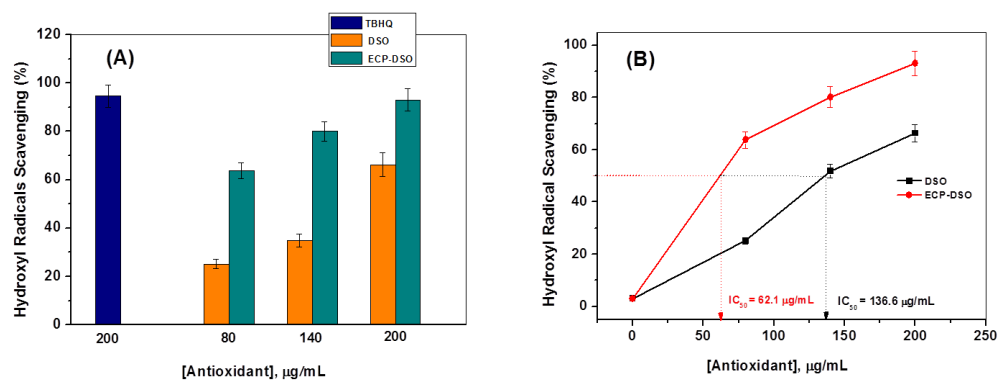 (A)
TBHQ
DSO
ECP-DSO
Hydroxyl Radicals Scavenging (%)
120
100
80
60
40
20
0
200 80 140 200
[Antioxidant], μg/mL
(B)
Hydroxyl Radical Scavenging (%)
100
80
60
40
20
0
DSO
ECP-DSO
IC50 = 62.1 μg/mL
IC50 = 136.6 μg/mL
0 50 100 150 200 250
[Antioxidant], μg/mL